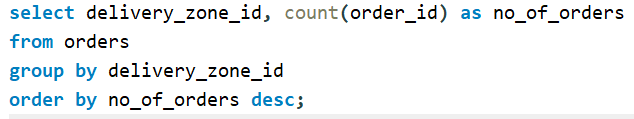 select delivery_zone_id, count(order_id) as no_of_orders
from orders
group by delivery_zone_id
order by no_of_orders desc;